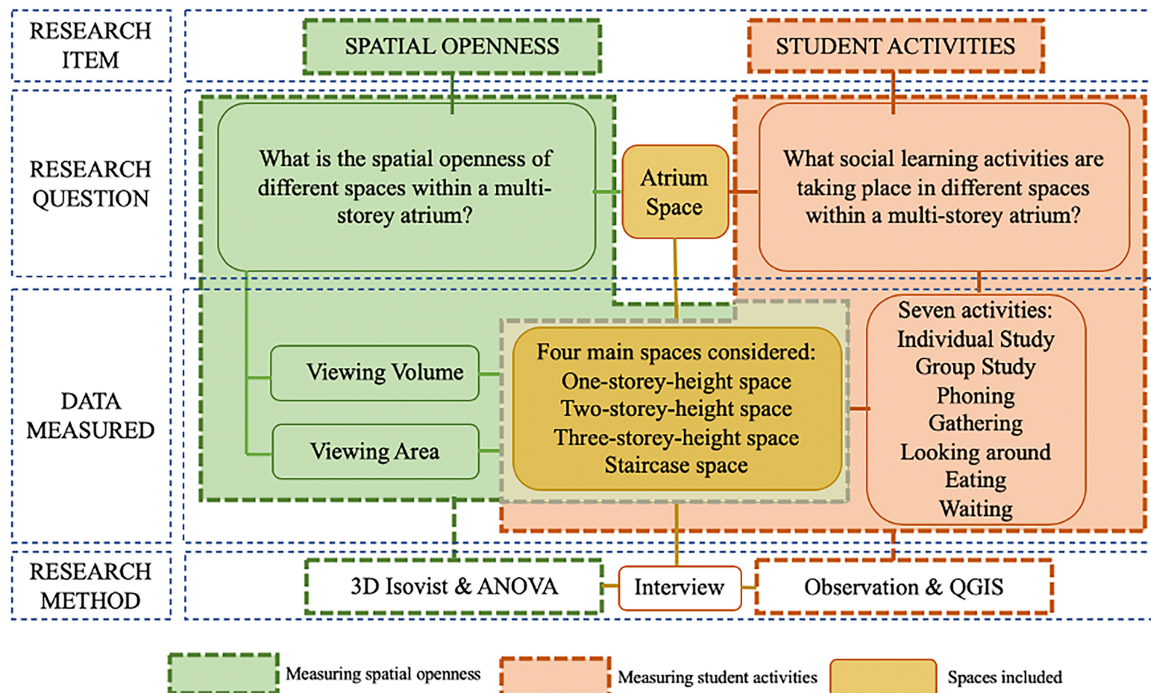 RESEARCH
ITEM
SPATIAL OPENNESS
STUDENT ACTIVITIES
RESEARCH
QUESTION
What is the spatial openness of
different spaces within a multi-
storey atrium?
Atrium
Space
What social learning activities are
taking place in different spaces
within a multi-storey atrium?
DATA
MEASURED
Viewing Volume
Viewing Area
Four main spaces considered:
One-storey-height space
Two-storey-height space
Three-storey-height space
Staircase space
Seven activities:
Individual Study
Group Study
Phoning
Gathering
Looking around
Eating
Waiting
RESEARCH
METHOD
3D Isovist & ANOVA
Interview
Observation & QGIS
Measuring spatial openness
Measuring student activities
Spaces included